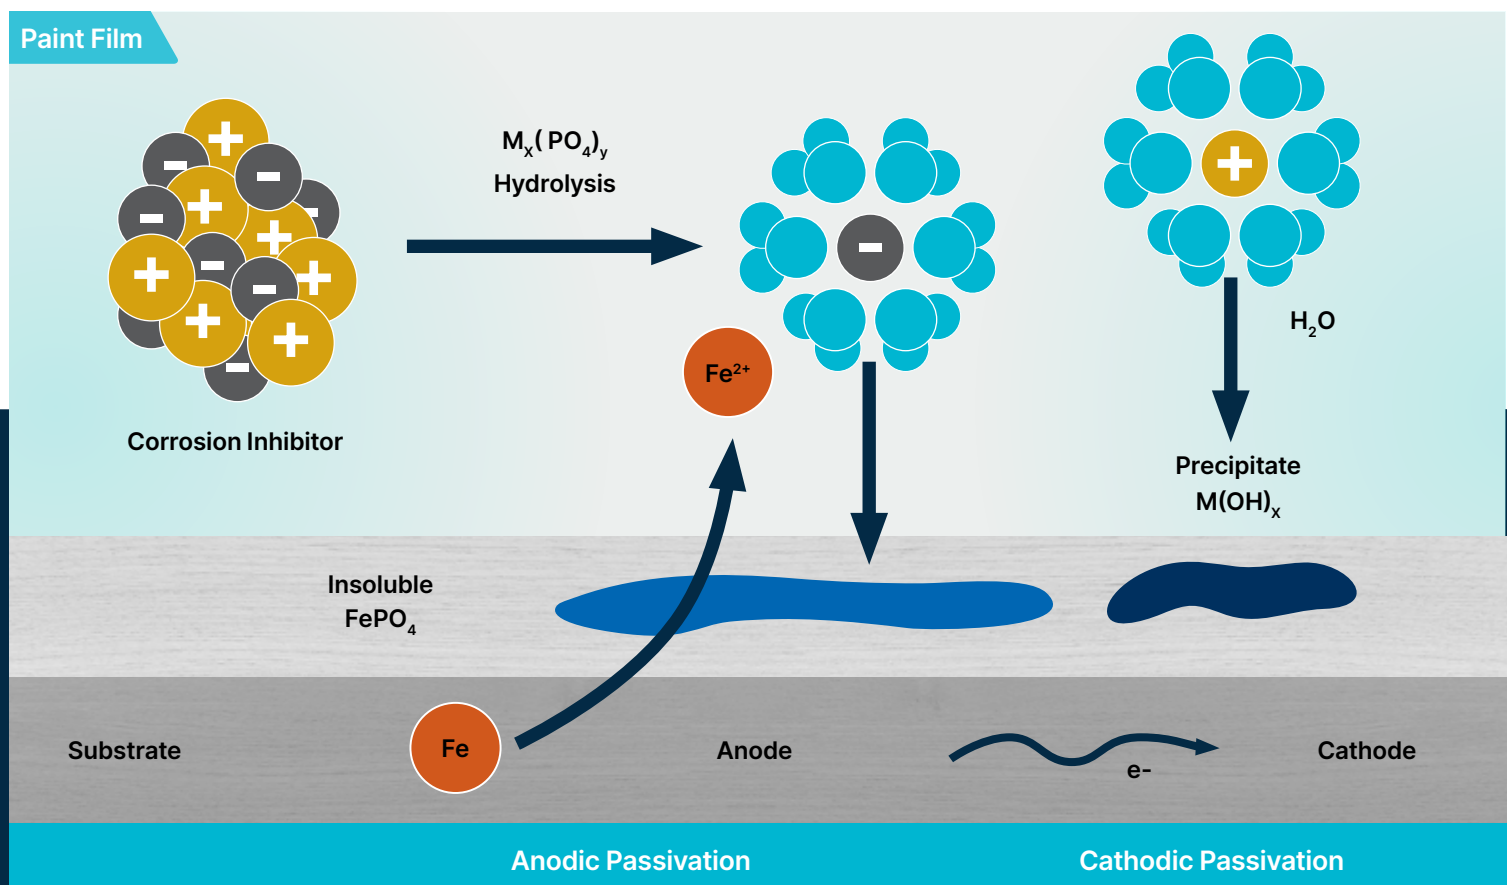 Paint Film
Mₓ(PO₄)ᵧ
Hydrolysis
Corrosion Inhibitor
+
+
+
+
+
+
+
-
-
-
-
-
-
-
-
-
+
Fe²⁺
H₂O
Precipitate
M(OH)ₓ
Insoluble
FePO₄
Substrate
Fe
Anode
e-
Cathode
Anodic Passivation
Cathodic Passivation